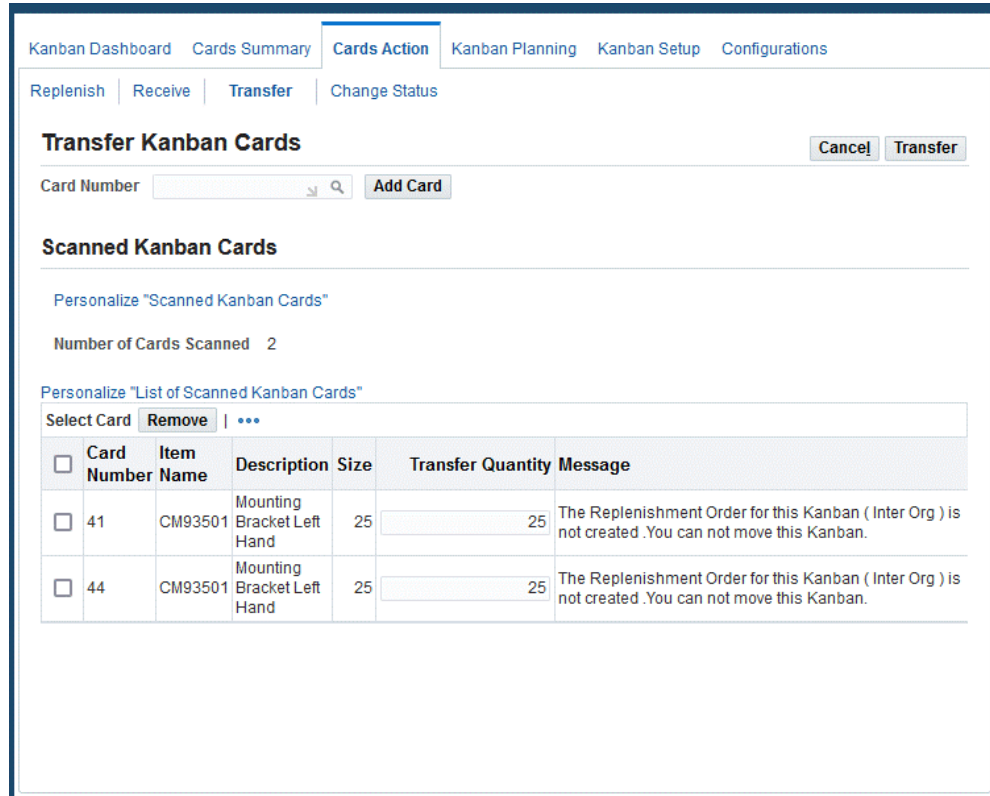 Kanban Dashboard Cards Summary Cards Action Kanban Planning Kanban Setup Configurations
Replenish Receive Transfer Change Status
Transfer Kanban Cards
Cancel Transfer
Card Number Add Card
Scanned Kanban Cards
Personalize "Scanned Kanban Cards"
Number of Cards Scanned 2
Personalize "List of Scanned Kanban Cards"
Select Card Remove | •••
Card Number Item Name Description Size Transfer Quantity Message
41 CM93501 Mounting Bracket Left Hand 25 25 The Replenishment Order for this Kanban ( Inter Org ) is not created .You can not move this Kanban.
44 CM93501 Mounting Bracket Left Hand 25 25 The Replenishment Order for this Kanban ( Inter Org ) is not created .You can not move this Kanban.